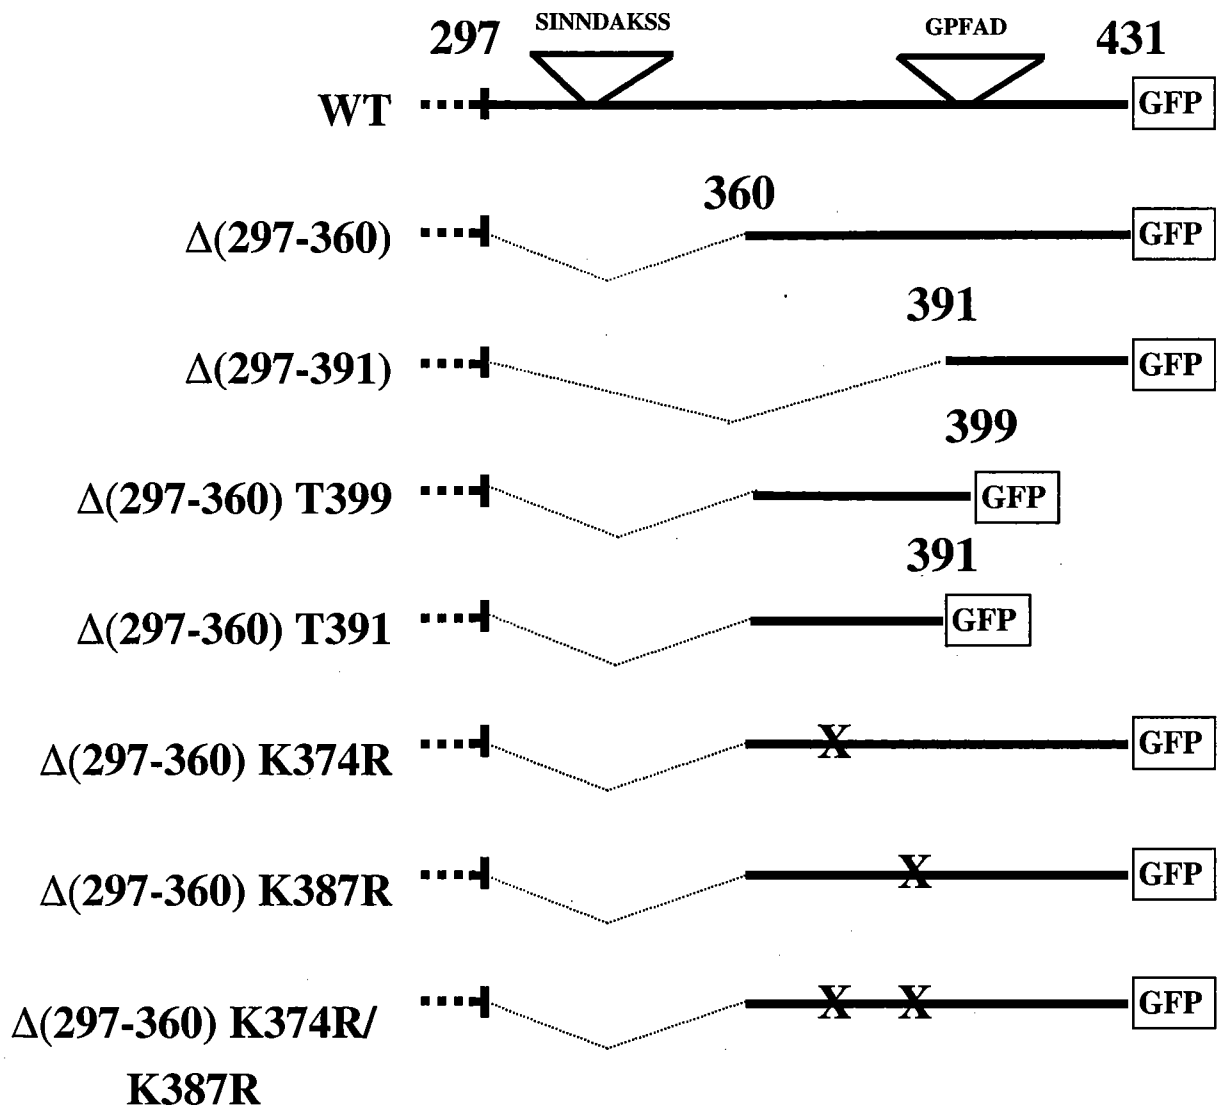 SINNDAKSS GPFAD
297 431
WT GFP
360
Δ(297-360) GFP
391
Δ(297-391) GFP
399
Δ(297-360) T399 GFP
391
Δ(297-360) T391 GFP
Δ(297-360) K374R X GFP
Δ(297-360) K387R X GFP
Δ(297-360) K374R/ X X GFP
K387R